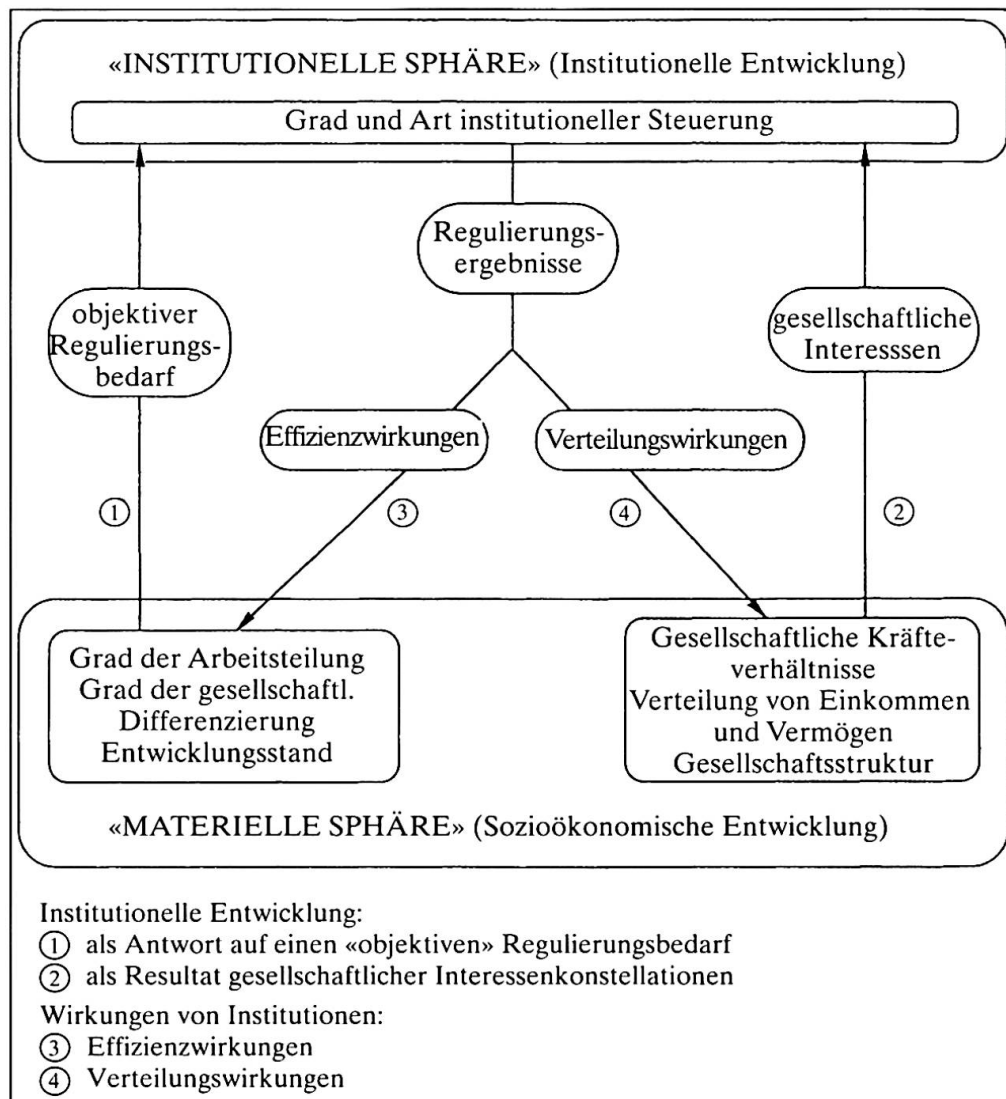 «INSTITUTIONELLE SPHÄRE» (Institutionelle Entwicklung)
Grad und Art institutioneller Steuerung
Regulierungs-
ergebnisse
objektiver
Regulierungs-
bedarf
gesellschaftliche
Interesssen
Effizienzwirkungen
Verteilungswirkungen
①
③
④
②
Grad der Arbeitsteilung
Grad der gesellschaftl.
Differenzierung
Entwicklungsstand
Gesellschaftliche Kräfte-
verhältnisse
Verteilung von Einkommen
und Vermögen
Gesellschaftsstruktur
«MATERIELLE SPHÄRE» (Sozioökonomische Entwicklung)
Institutionelle Entwicklung:
① als Antwort auf einen «objektiven» Regulierungsbedarf
② als Resultat gesellschaftlicher Interessenkonstellationen
Wirkungen von Institutionen:
③ Effizienzwirkungen
④ Verteilungswirkungen